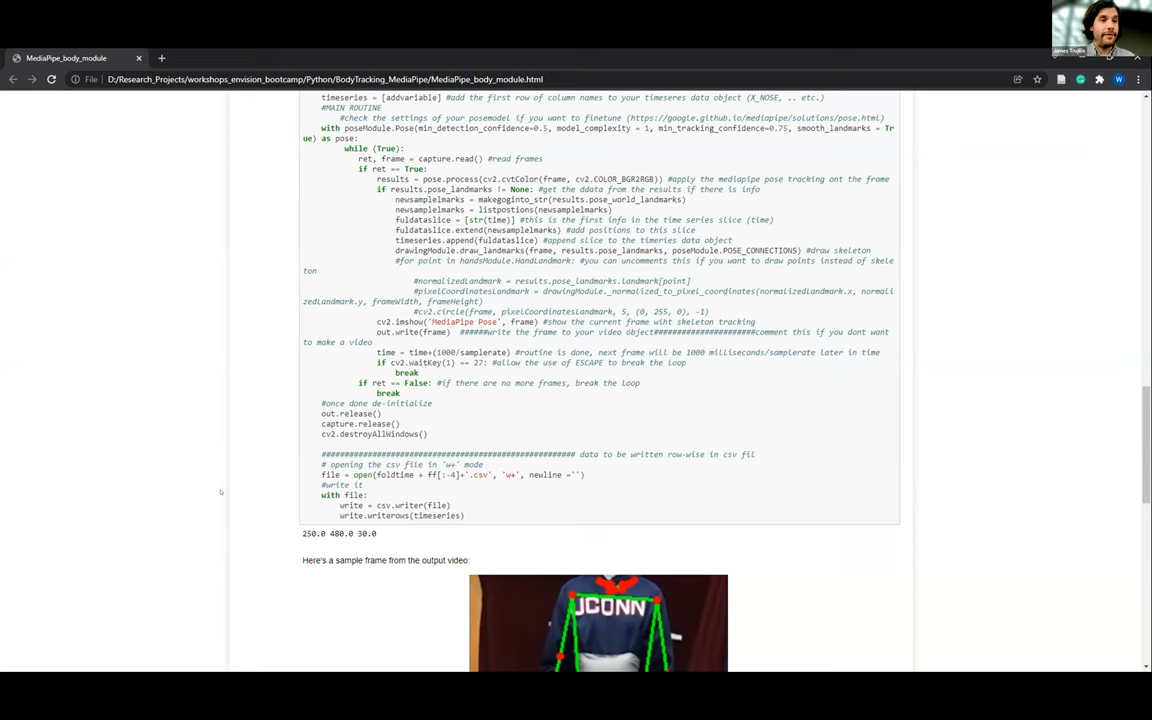 James Trujillo
MediaPipe_body_module
File D:/Research_Projects/workshops_envision_bootcamp/Python/BodyTracking_MediaPipe/MediaPipe_body_module.html
W
timeseries = [addvariable] #add the first row of column names to your timeseres data object (X_NOSE, .. etc.)
#MAIN ROUTINE
#check the settings of your posemodel if you want to finetune (https://google.github.io/mediapipe/solutions/pose.html)
with poseModule.Pose(min_detection_confidence=0.5, model_complexity = 1, min_tracking_confidence=0.75, smooth_landmarks = Tr
ue) as pose:
while (True):
ret, frame = capture.read() #read frames
if ret == True:
results = pose.process(cv2.cvtColor(frame, cv2.COLOR_BGR2RGB)) #apply the mediapipe pose tracking ont the frame
if results.pose_landmarks != None: #get the ddata from the results if there is info
newsamplelmarks = makegoginto_str(results.pose_world_landmarks)
newsamplelmarks = listpostions(newsamplelmarks)
fuldataslice = [str(time)] #this is the first info in the time series slice (time)
fuldataslice.extend(newsamplelmarks) #add positions to this slice
timeseries.append(fuldataslice) #append slice to the timeries data object
drawingModule.draw_landmarks(frame, results.pose_landmarks, poseModule.POSE_CONNECTIONS) #draw skeleton
#for point in handsModule.HandLandmark: #you can uncomments this if you want to draw points instead of skele
ton
#normalizedLandmark = results.pose_landmarks.landmark[point]
#pixelCoordinatesLandmark = drawingModule._normalized_to_pixel_coordinates(normalizedLandmark.x, normali
zedLandmark.y, frameWidth, frameHeight)
#cv2.circle(frame, pixelCoordinatesLandmark, 5, (0, 255, 0), -1)
cv2.imshow('MediaPipe Pose', frame) #show the current frame wiht skeleton tracking
out.write(frame) ######write the frame to your video object######################comment this if you dont want
to make a video
time = time+(1000/samplerate) #routine is done, next frame will be 1000 milliseconds/samplerate later in time
if cv2.waitKey(1) == 27: #allow the use of ESCAPE to break the loop
break
if ret == False: #if there are no more frames, break the loop
break
#once done de-initialize
out.release()
capture.release()
cv2.destroyAllWindows()
######################################################## data to be written row-wise in csv fil
# opening the csv file in 'w+' mode
file = open(foldtime + ff[:-4]+'.csv', 'w+', newline ='')
#write it
with file:
write = csv.writer(file)
write.writerows(timeseries)
250.0 480.0 30.0
Here's a sample frame from the output video:
UCONN